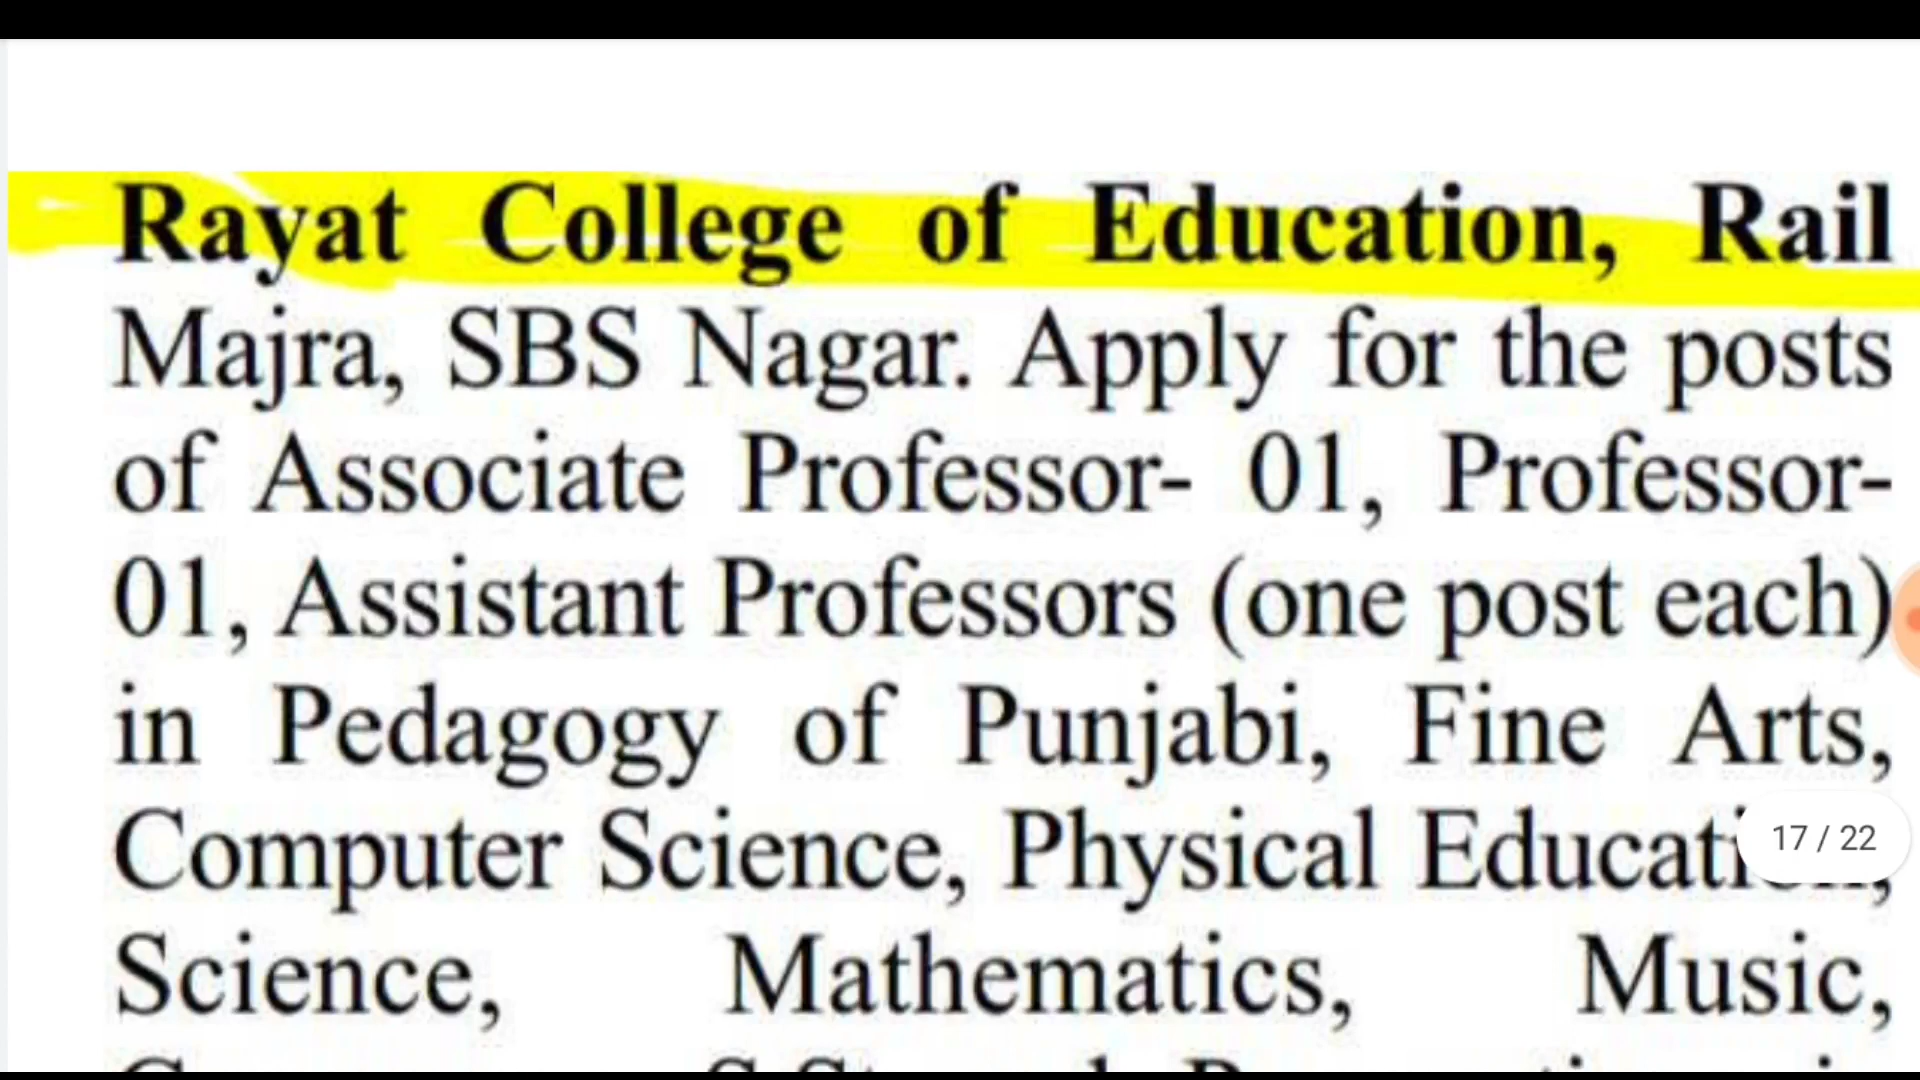 Rayat College of Education, Rail
Majra, SBS Nagar. Apply for the posts
of Associate Professor- 01, Professor-
01, Assistant Professors (one post each)
in Pedagogy of Punjabi, Fine Arts,
Computer Science, Physical Education,
17 / 22
Science, Mathematics, Music,